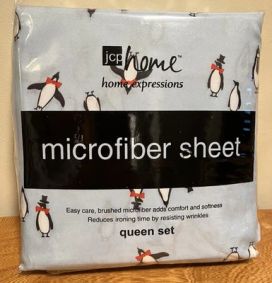 jcp home™
home expressions
microfiber sheet
Easy care, brushed microfiber adds comfort and softness
Reduces ironing time by resisting wrinkles
queen set